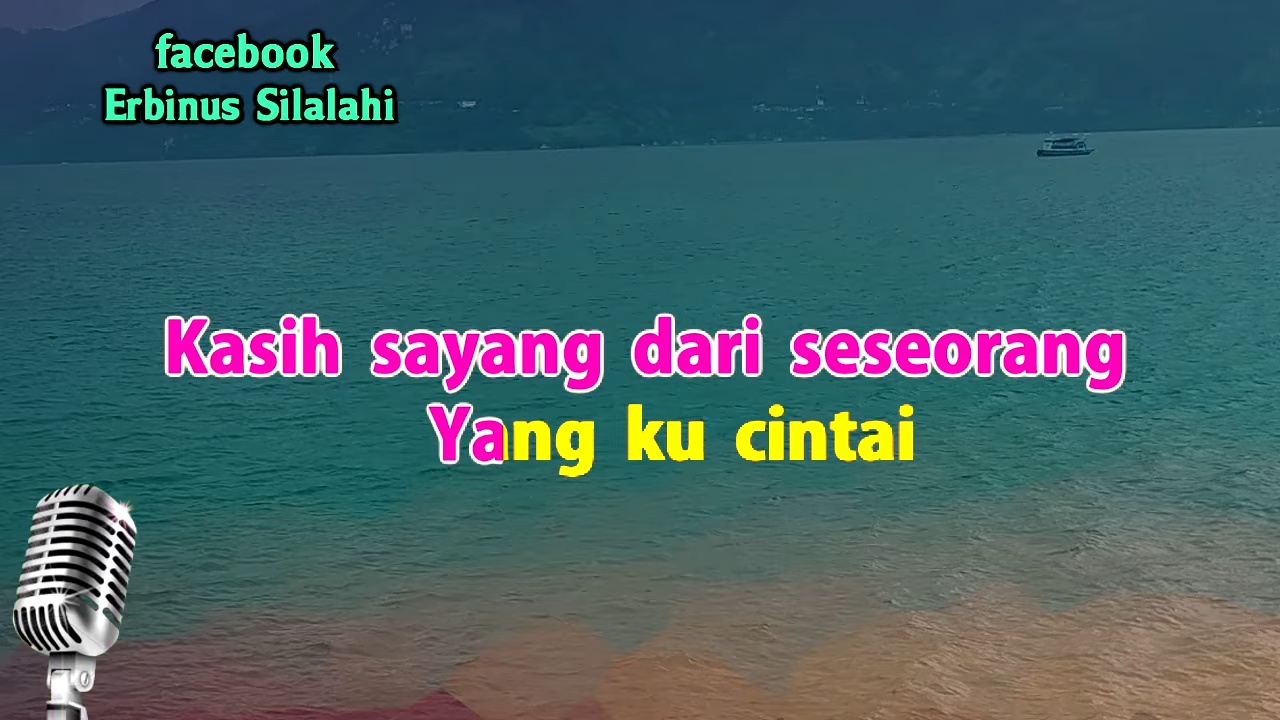 facebook
Erbinus Silalahi
Kasih sayang dari seseorang
Yang ku cintai